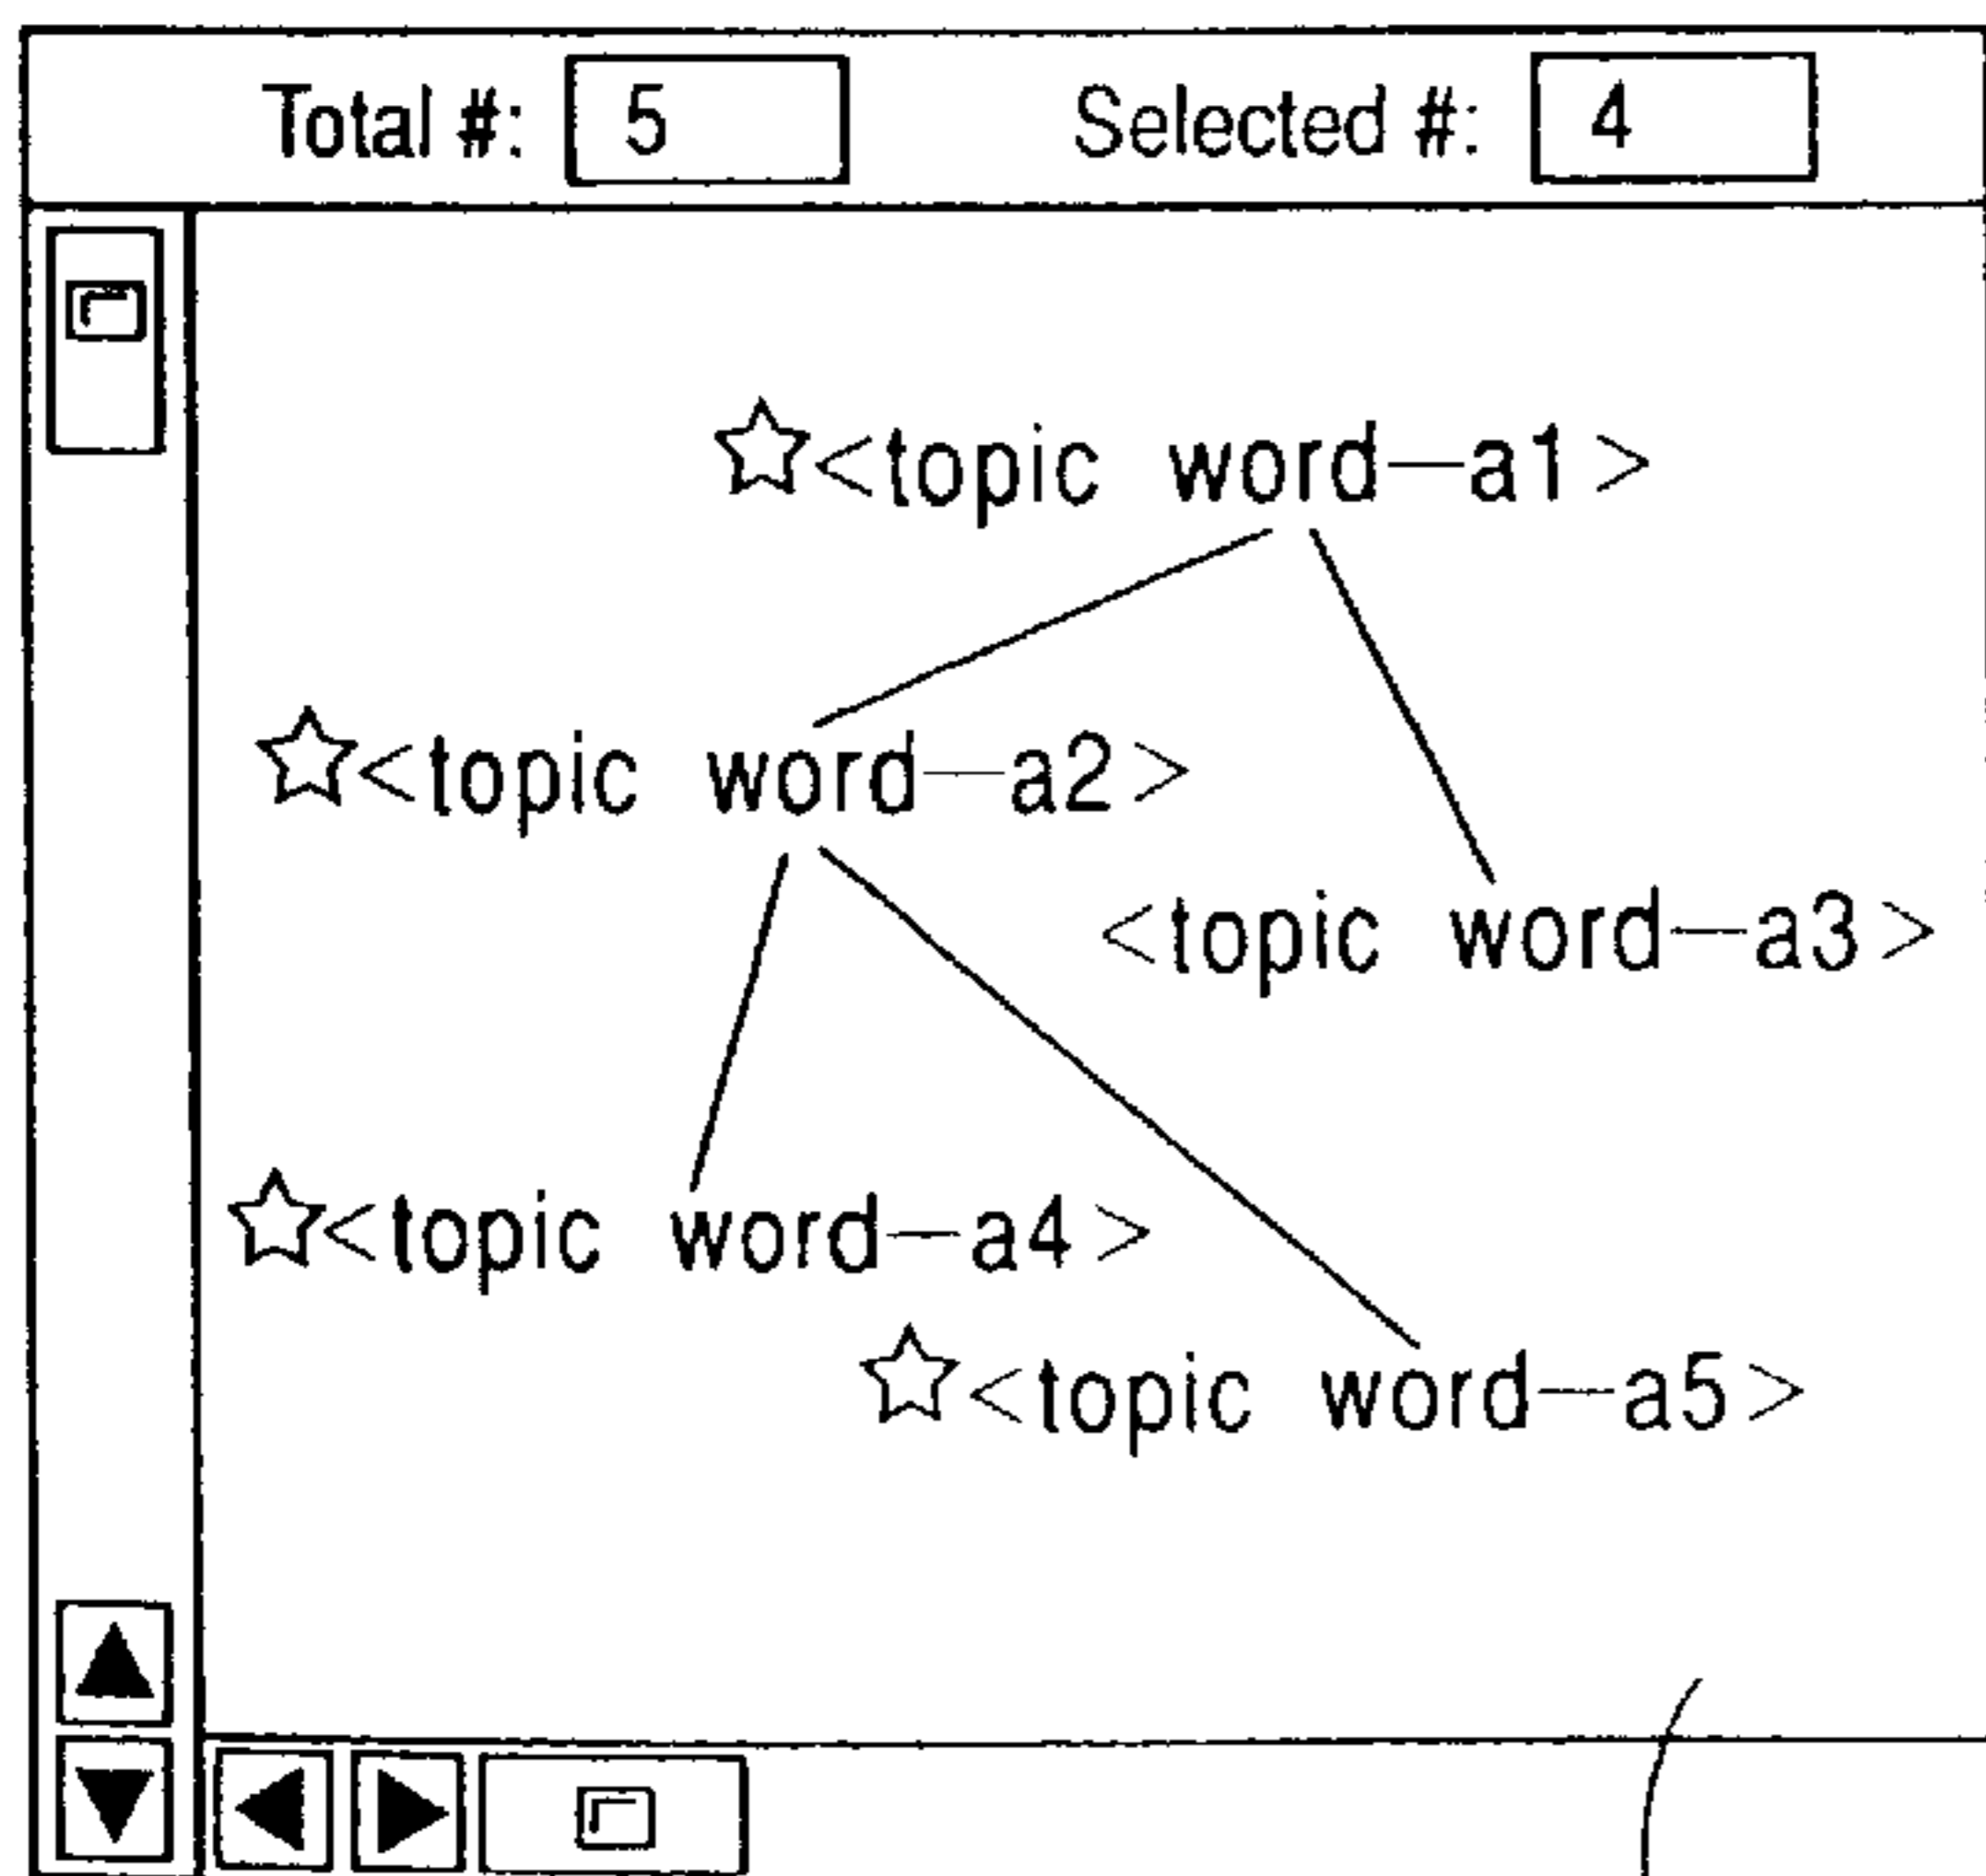 Total #: 5 Selected #: 4
☆<topic word—a1>
☆<topic word—a2>
<topic word—a3>
☆<topic word—a4>
☆<topic word—a5>